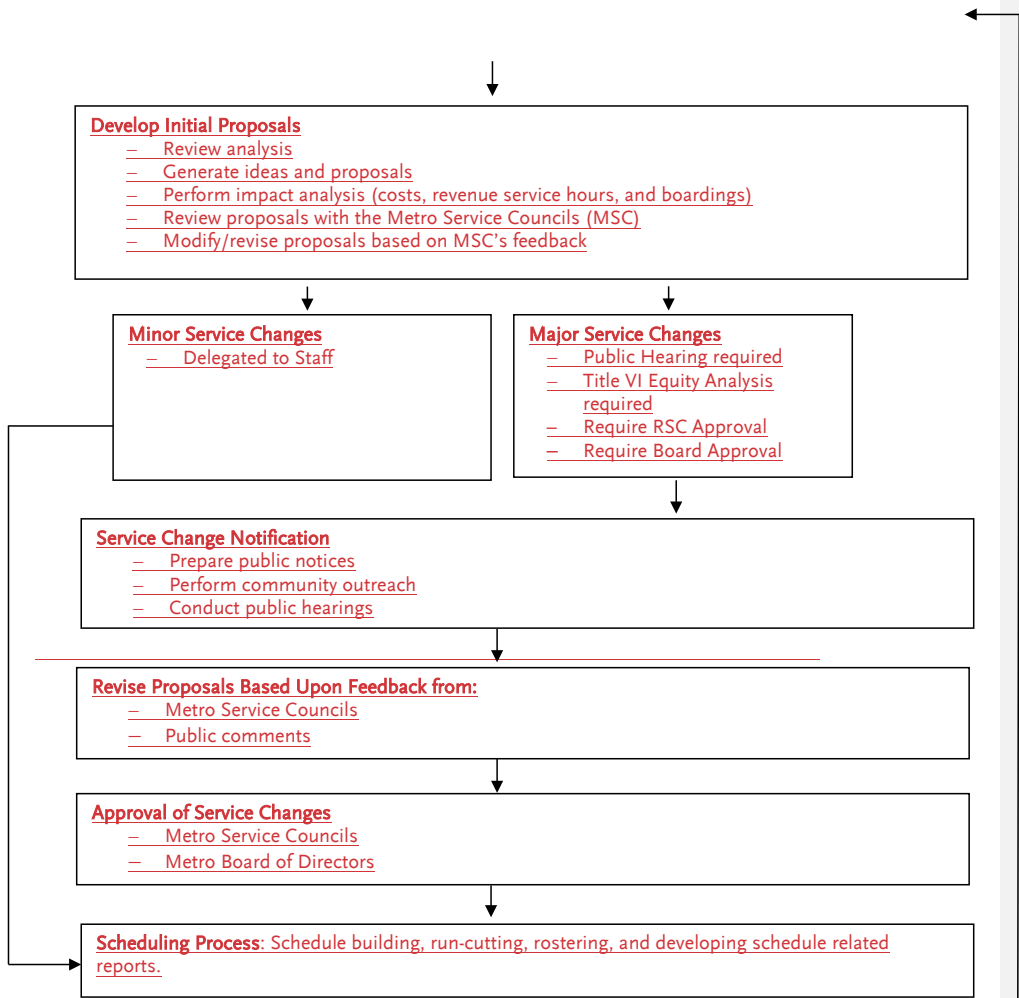 Develop Initial Proposals
– Review analysis
– Generate ideas and proposals
– Perform impact analysis (costs, revenue service hours, and boardings)
– Review proposals with the Metro Service Councils (MSC)
– Modify/revise proposals based on MSC's feedback
Minor Service Changes
– Delegated to Staff
Major Service Changes
– Public Hearing required
– Title VI Equity Analysis
required
– Require RSC Approval
– Require Board Approval
Service Change Notification
– Prepare public notices
– Perform community outreach
– Conduct public hearings
Revise Proposals Based Upon Feedback from:
– Metro Service Councils
– Public comments
Approval of Service Changes
– Metro Service Councils
– Metro Board of Directors
Scheduling Process: Schedule building, run-cutting, rostering, and developing schedule related
reports.